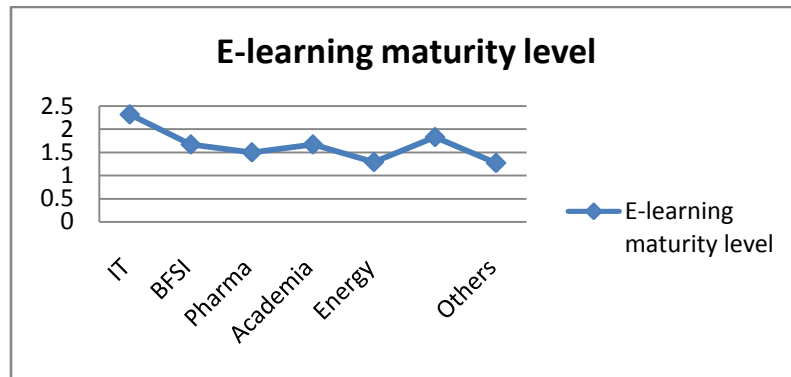 E-learning maturity level
2.5
2
1.5
1
0.5
0
IT
BFSI
Pharma
Academia
Energy
Others
E-learning
maturity level